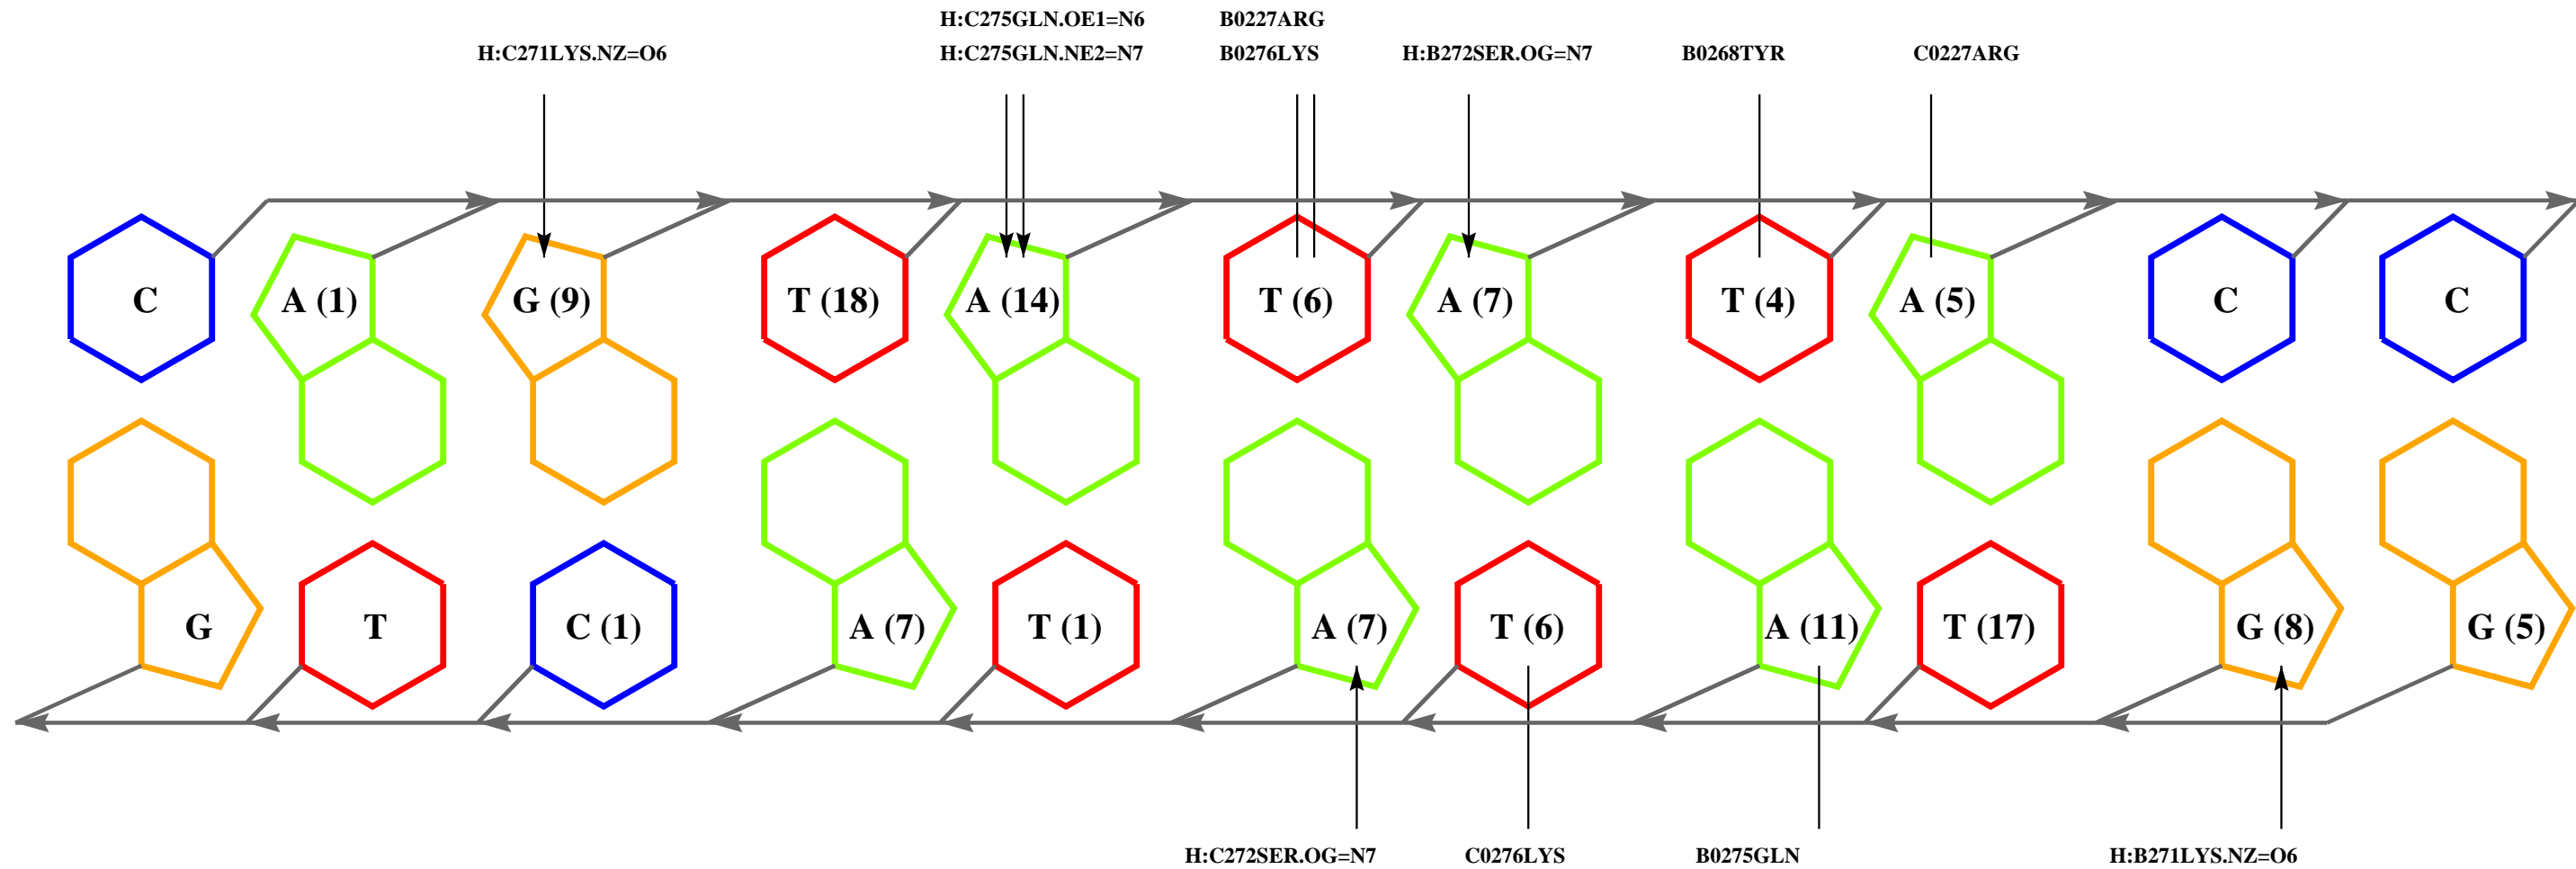 H:C275GLN.OE1=N6 B0227ARG
H:C271LYS.NZ=O6 H:C275GLN.NE2=N7 B0276LYS H:B272SER.OG=N7 B0268TYR C0227ARG
C A (1) G (9) T (18) A (14) T (6) A (7) T (4) A (5) C C
G T C (1) A (7) T (1) A (7) T (6) A (11) T (17) G (8) G (5)
H:C272SER.OG=N7 C0276LYS B0275GLN H:B271LYS.NZ=O6